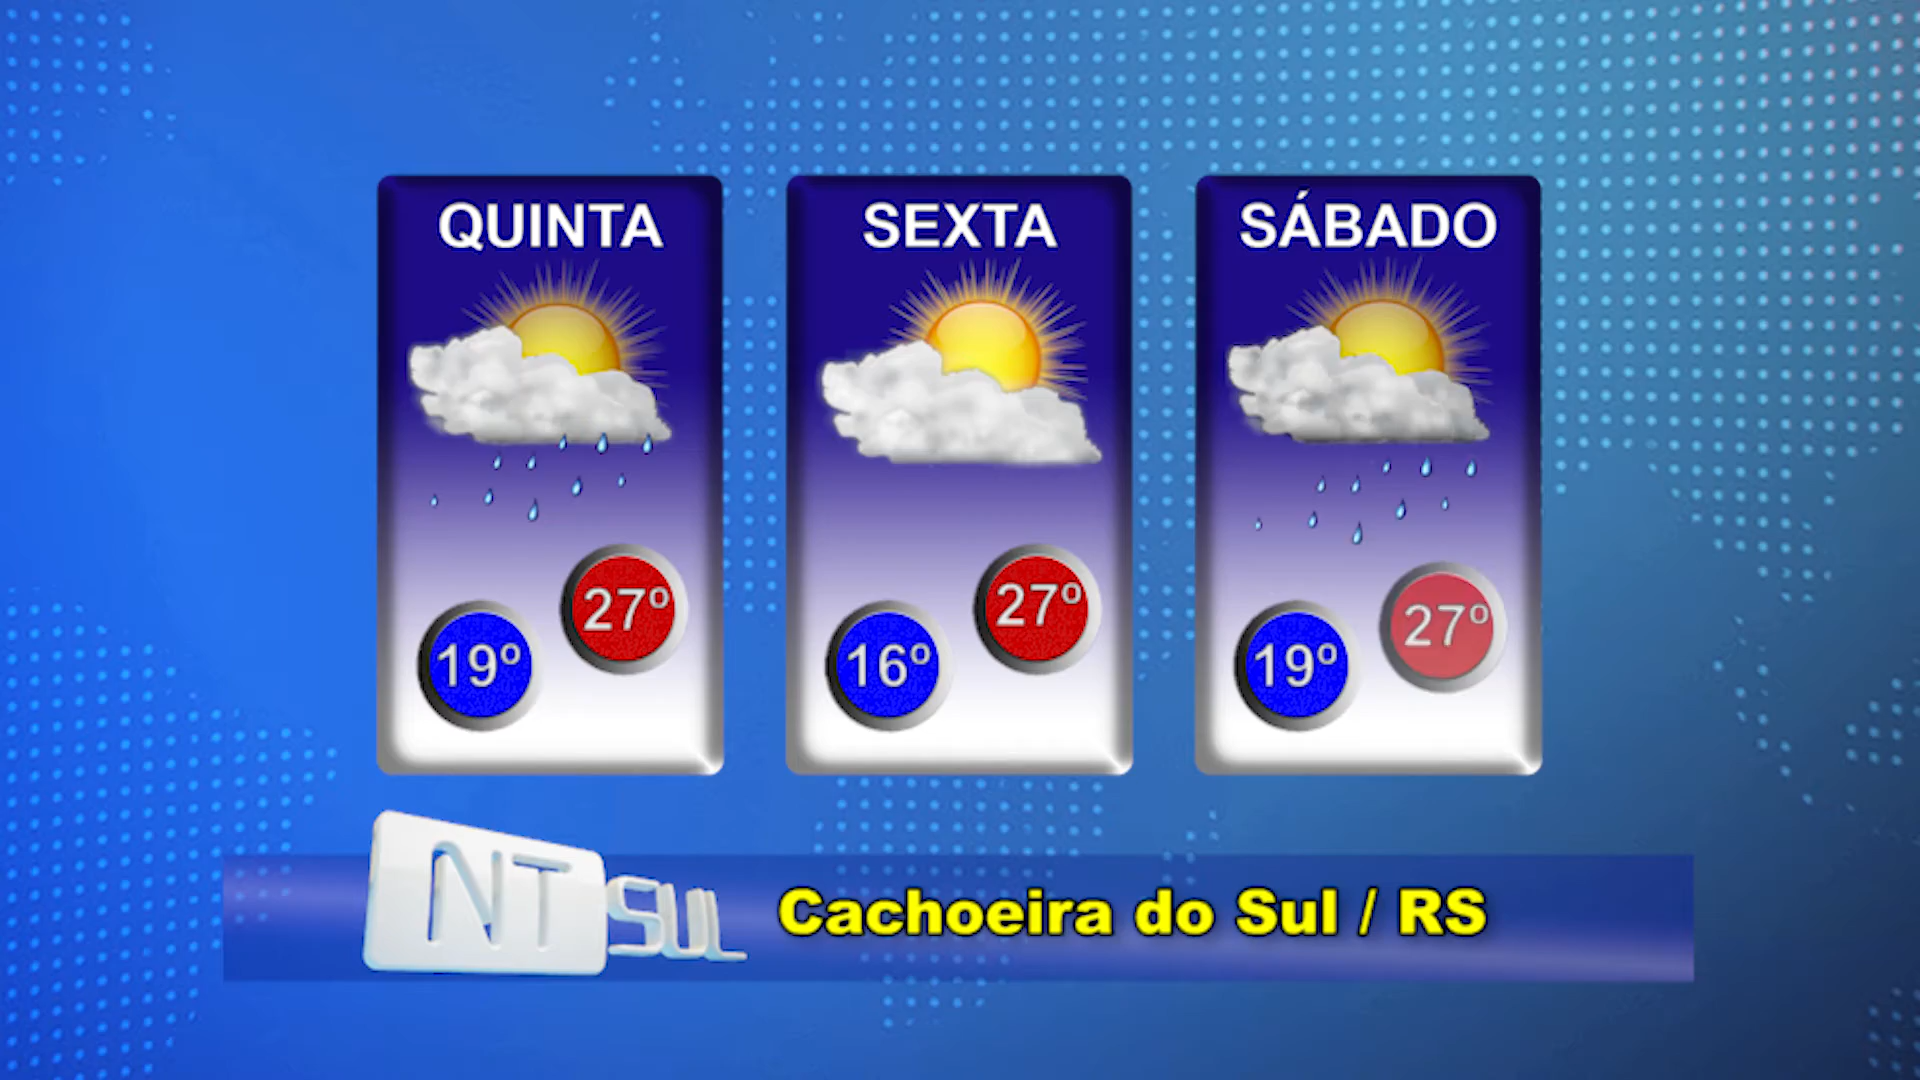 QUINTA
SEXTA
SÁBADO
27º
27º
27º
19º
16º
19º
NT SUL
Cachoeira do Sul / RS